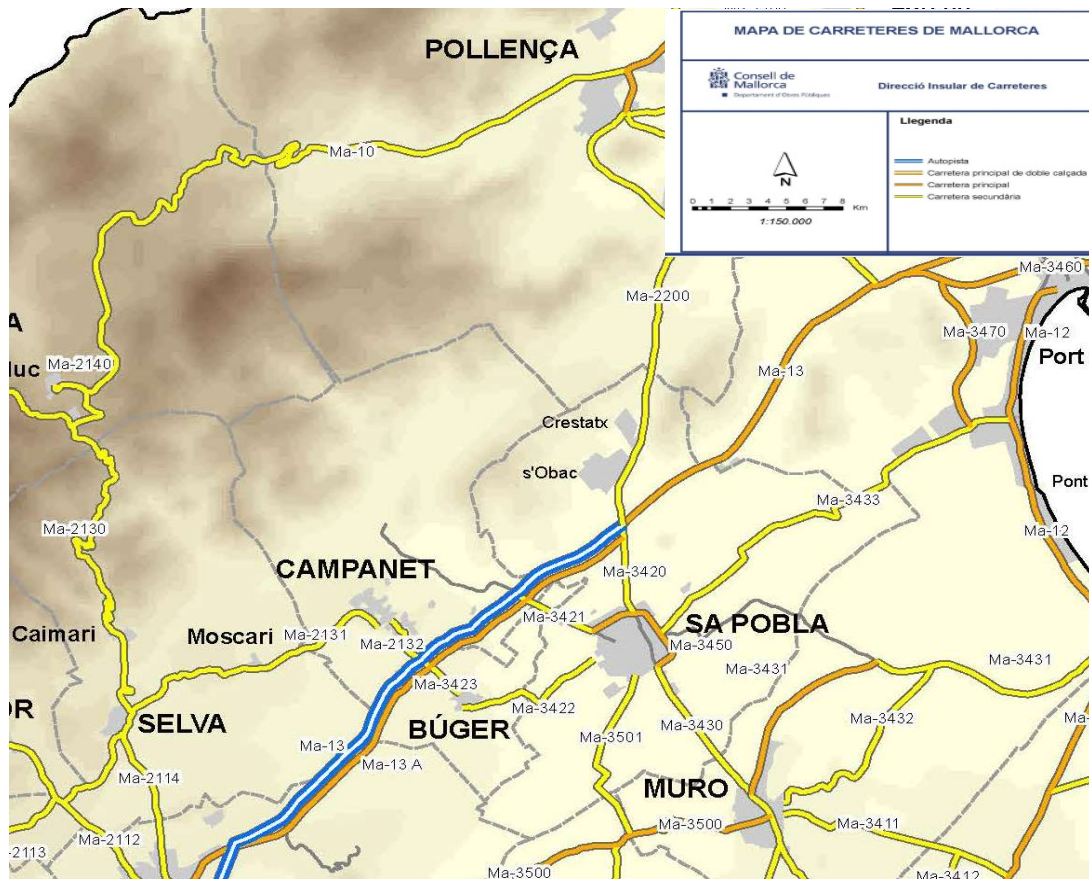 MAPA DE CARRETERES DE MALLORCA
Consell de
Mallorca
Departament d'Obres Públiques
Direcció Insular de Carreteres
Llegenda
Autopista
Carretera principal de doble calçada
Carretera principal
Carretera secundària
N
0 1 2 3 4 5 6 7 8 Km
1:150.000
POLLENÇA
Ma-10
Ma-3460
Ma-2200
Ma-12
Ma-3470
Port
A
luc
Ma-2140
Ma-13
Crestatx
s'Obac
Pont
Ma-3433
Ma-2130
Ma-12
CAMPANET
Ma-3420
Ma-3421
Caimari
Moscari
Ma-2131
Ma-2132
SA POBLA
Ma-3450
Ma-3431
Ma-3431
Ma-3423
Ma-3422
OR
SELVA
BÚGER
Ma-3430
Ma-3432
Ma-
Ma-13
Ma-3501
Ma-13 A
Ma-2114
MURO
Ma-3500
Ma-3411
Ma-2112
a-2113
Ma-3500
Ma-3412